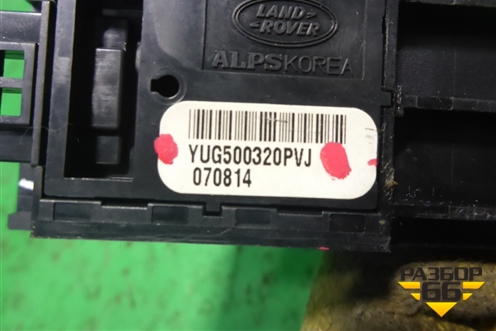 LAND-
ROVER
ALPSKOREA
YUG500320PVJ
070814
РАЗБОР
66